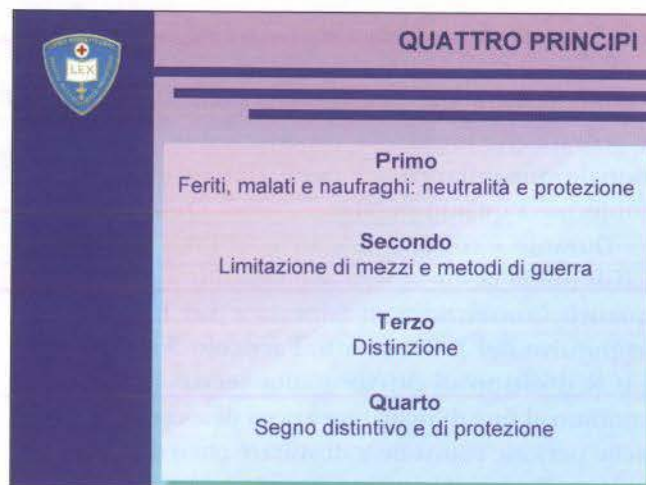 LEX
QUATTRO PRINCIPI
Primo
Feriti, malati e naufraghi: neutralità e protezione
Secondo
Limitazione di mezzi e metodi di guerra
Terzo
Distinzione
Quarto
Segno distintivo e di protezione